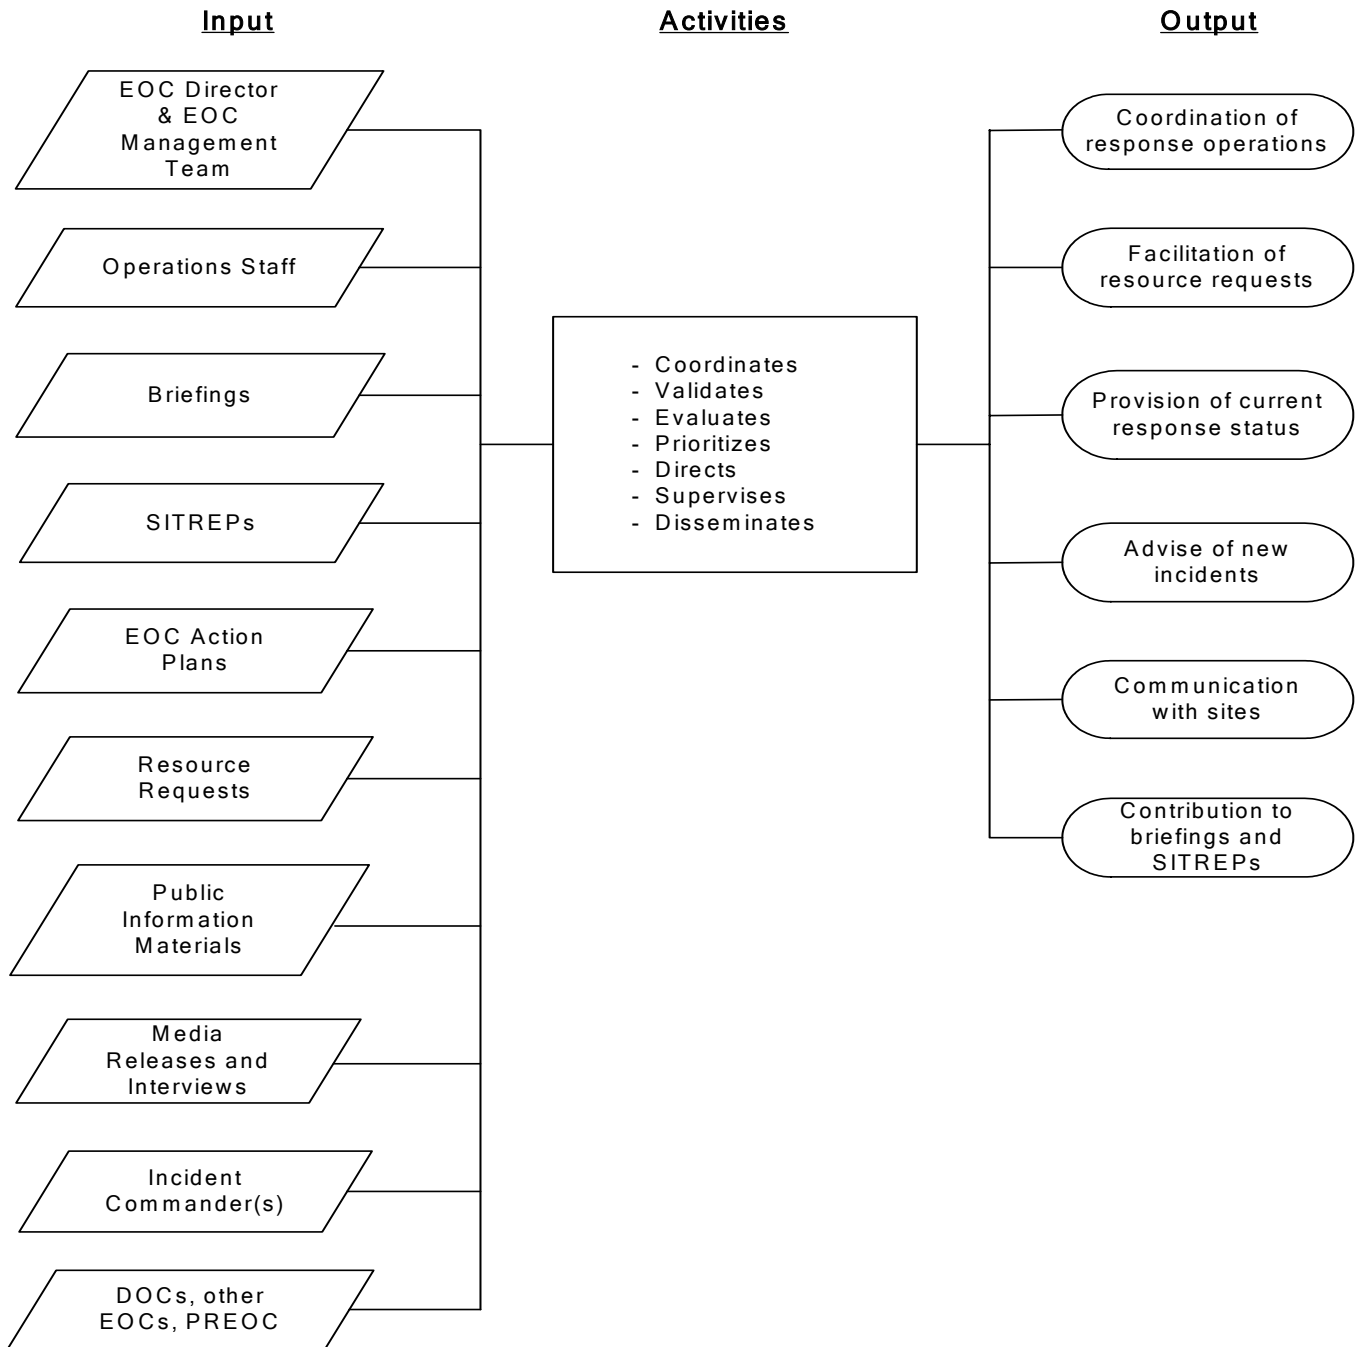 Input
Activities
Output
EOC Director
& EOC
Management
Team
Operations Staff
Briefings
SITREPs
EOC Action
Plans
Resource
Requests
Public
Information
Materials
Media
Releases and
Interviews
Incident
Commander(s)
DOCs, other
EOCs, PREOC
- Coordinates
- Validates
- Evaluates
- Prioritizes
- Directs
- Supervises
- Disseminates
Coordination of
response operations
Facilitation of
resource requests
Provision of current
response status
Advise of new
incidents
Communication
with sites
Contribution to
briefings and
SITREPs